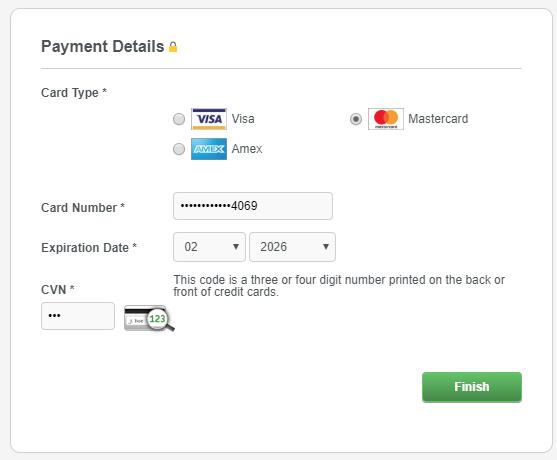 Payment Details
Card Type *
VISA Visa
mastercard Mastercard
AMEX Amex
Card Number *
••••••••••••4069
Expiration Date *
02
2026
This code is a three or four digit number printed on the back or
front of credit cards.
CVN *
•••
123
Finish